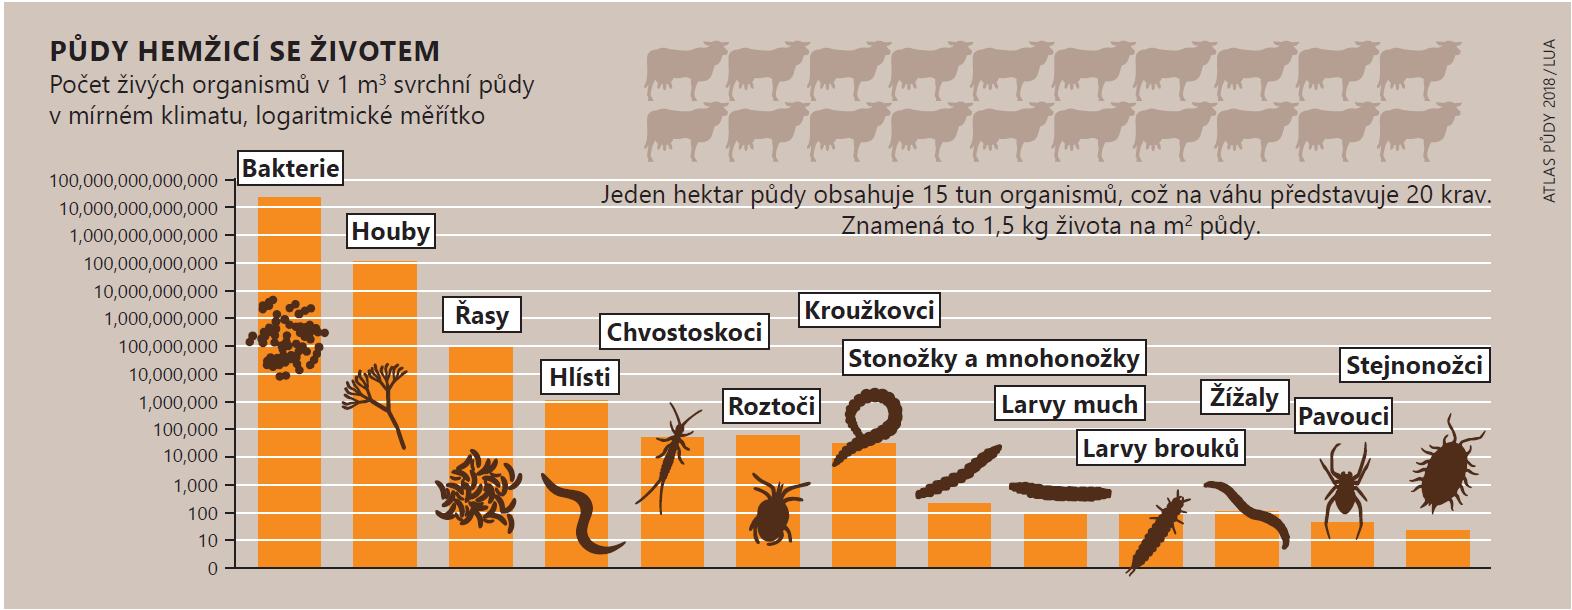 PŮDY HEMŽICÍ SE ŽIVOTEM
Počet živých organismů v 1 m³ svrchní půdy
v mírném klimatu, logaritmické měřítko
ATLAS PŮDY 2018/LUA
Jeden hektar půdy obsahuje 15 tun organismů, což na váhu představuje 20 krav.
Znamená to 1,5 kg života na m² půdy.
100,000,000,000,000
10,000,000,000,000
1,000,000,000,000
100,000,000,000
10,000,000,000
1,000,000,000
100,000,000
10,000,000
1,000,000
100,000
10,000
1,000
100
10
0
Bakterie
Houby
Řasy
Hlísti
Chvostoskoci
Roztoči
Kroužkovci
Stonožky a mnohonožky
Larvy much
Larvy brouků
Žížaly
Pavouci
Stejnonožci